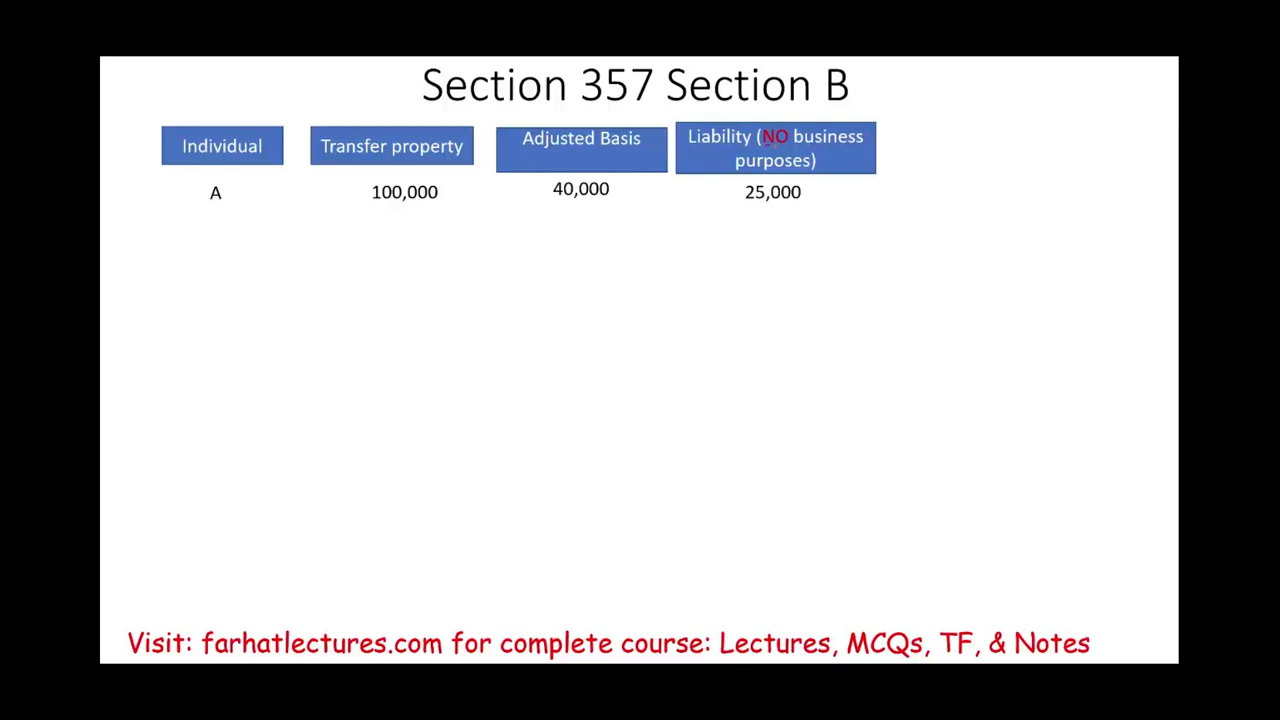 Section 357 Section B
Individual
Transfer property
Adjusted Basis
Liability (NO business
purposes)
A
100,000
40,000
25,000
Visit: farhatlectures.com for complete course: Lectures, MCQs, TF, & Notes